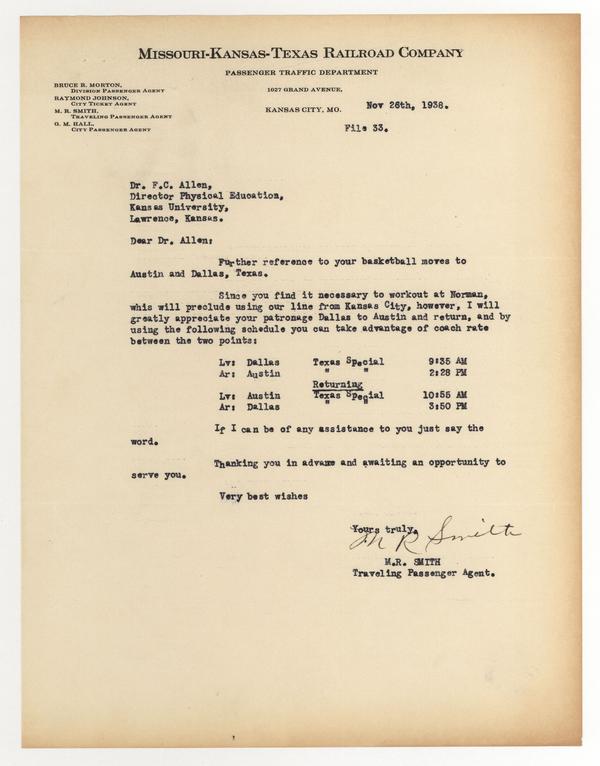 MISSOURI-KANSAS-TEXAS RAILROAD COMPANY
PASSENGER TRAFFIC DEPARTMENT
BRUCE B. MORTON,
DIVISION PASSENGER AGENT
RAYMOND JOHNSON,
CITY TICKET AGENT
M. R. SMITH,
TRAVELING PASSENGER AGENT
G. M. HALL,
CITY PASSENGER AGENT
1027 GRAND AVENUE,
KANSAS CITY, MO.
Nov 26th, 1938.
File 33.
Dr. F.C. Allen,
Director Physical Education,
Kansas University,
Lawrence, Kansas.
Dear Dr. Allen:
Further reference to your basketball moves to
Austin and Dallas, Texas.
Since you find it necessary to workout at Norman,
whis will preclude using our line from Kansas City, however, I will
greatly appreciate your patronage Dallas to Austin and return, and by
using the following schedule you can take advantage of coach rate
between the two points:
Lv: Dallas Texas Special 9:35 AM
Ar: Austin " " 2:28 PM
Returning
Lv: Austin Texas Special 10:55 AM
Ar: Dallas " " 3:50 PM
If I can be of any assistance to you just say the
word.
Thanking you in advame and awaiting an opportunity to
serve you.
Very best wishes
Yours truly,
M R Smith
M.R. SMITH
Traveling Passenger Agent.